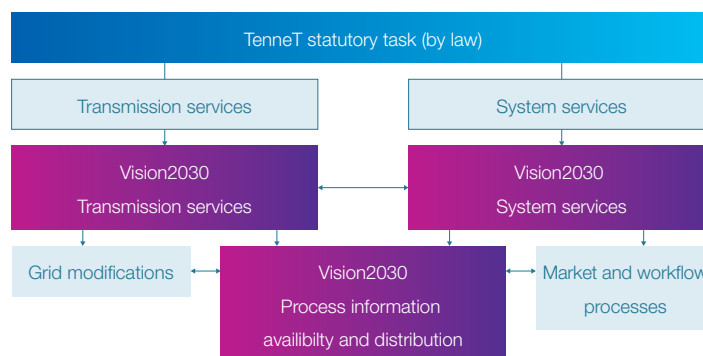 TenneT statutory task (by law)
Transmission services
System services
Vision2030
Transmission services
Vision2030
System services
Grid modifications
Vision2030
Process information
availibilty and distribution
Market and workflow
processes